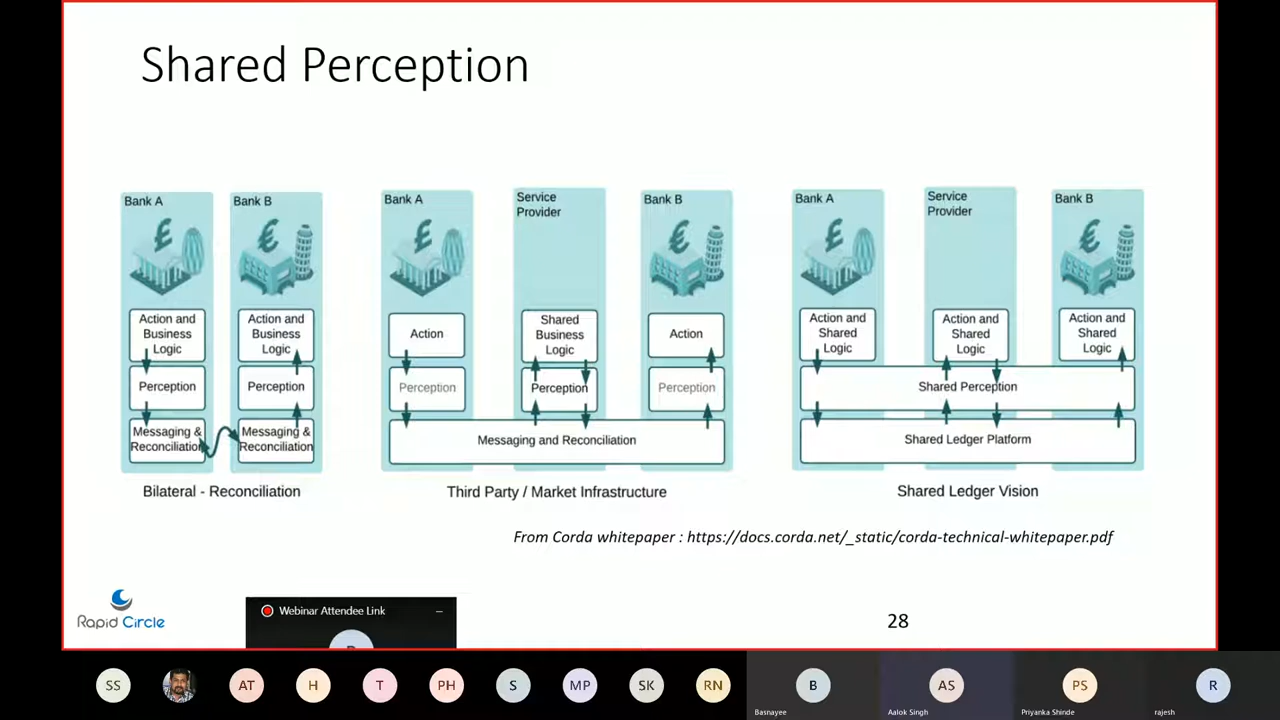 Shared Perception
Bank A
Bank B
£
€
Action and
Business
Logic
Action and
Business
Logic
Perception
Perception
Messaging &
Reconciliation
Messaging &
Reconciliation
Bilateral - Reconciliation
Bank A
Service
Provider
Bank B
£
€
Action
Shared
Business
Logic
Action
Perception
Perception
Perception
Messaging and Reconciliation
Third Party / Market Infrastructure
Bank A
Service
Provider
Bank B
£
€
Action and
Shared
Logic
Action and
Shared
Logic
Action and
Shared
Logic
Shared Perception
Shared Ledger Platform
Shared Ledger Vision
From Corda whitepaper : https://docs.corda.net/_static/corda-technical-whitepaper.pdf
Rapid Circle
Webinar Attendee Link
28
SS
AT
H
T
PH
S
MP
SK
RN
B
Basnayee
AS
Aalok Singh
PS
Priyanka Shinde
R
rajesh